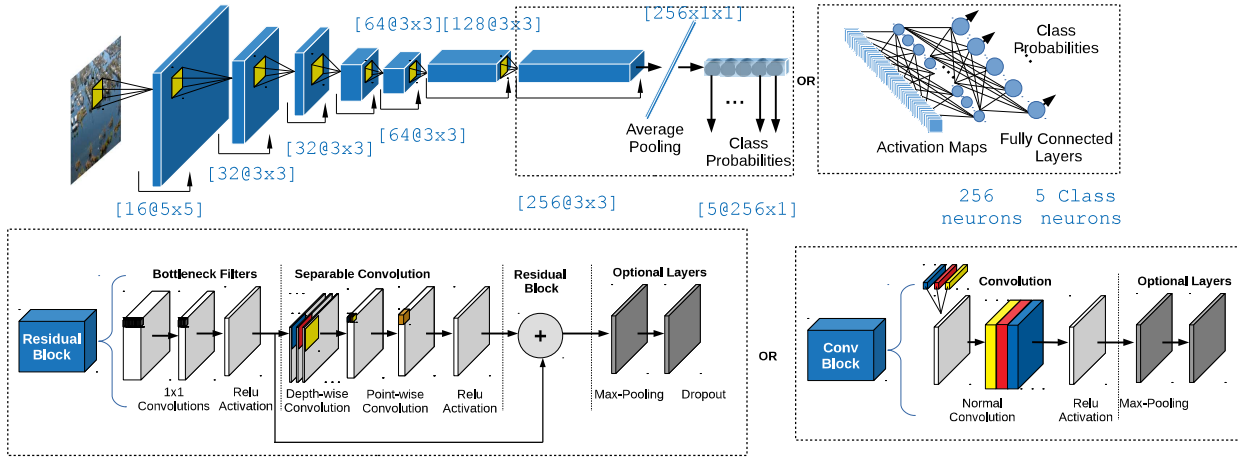 [64@3x3]
[128@3x3]
[256x1x1]
OR
Class
Probabilities
...
Average
Pooling
Class
Probabilities
Activation Maps
Fully Connected
Layers
[64@3x3]
[32@3x3]
[32@3x3]
[16@5x5]
[256@3x3]
[5@256x1]
256
neurons
5 Class
neurons
Bottleneck Filters
Separable Convolution
Residual
Block
Optional Layers
Residual
Block
+
1x1
Convolutions
Relu
Activation
Depth-wise
Convolution
Point-wise
Convolution
Relu
Activation
Max-Pooling
Dropout
OR
Convolution
Optional Layers
Conv
Block
Normal
Convolution
Relu
Activation
Max-Pooling